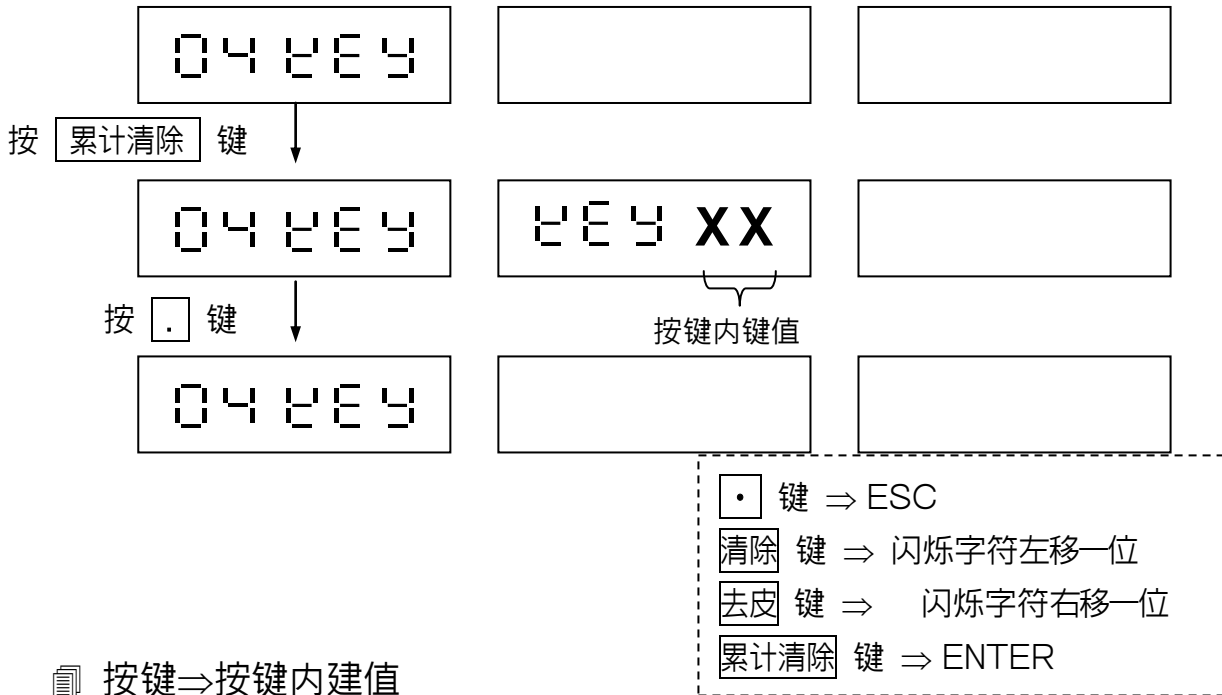 04 KEY
按 累计清除 键
04 KEY KEY XX
按 . 键
按键内键值
04 KEY
· 键 ⇒ ESC
清除 键 ⇒ 闪烁字符左移一位
去皮 键 ⇒ 闪烁字符右移一位
累计清除 键 ⇒ ENTER
按键⇒按键内建值